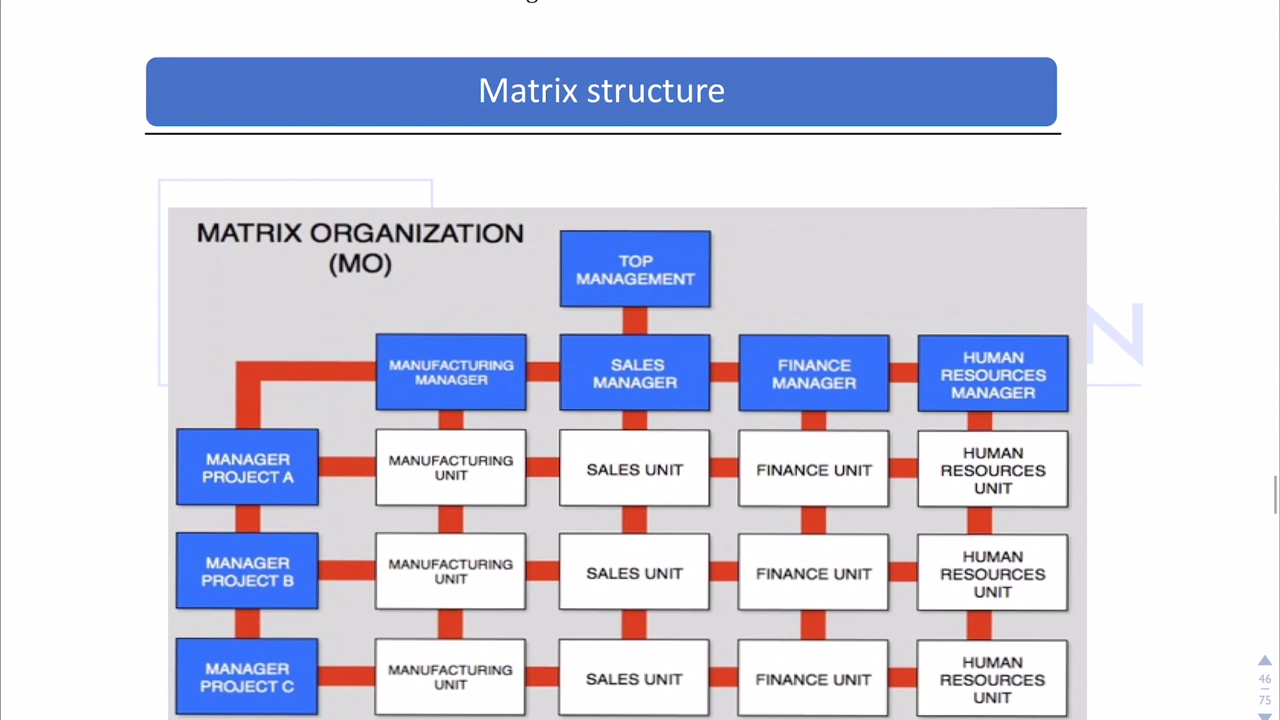 Matrix structure
MATRIX ORGANIZATION
(MO)
TOP
MANAGEMENT
MANUFACTURING
MANAGER
SALES
MANAGER
FINANCE
MANAGER
HUMAN
RESOURCES
MANAGER
MANAGER
PROJECT A
MANUFACTURING
UNIT
SALES UNIT
FINANCE UNIT
HUMAN
RESOURCES
UNIT
MANAGER
PROJECT B
MANUFACTURING
UNIT
SALES UNIT
FINANCE UNIT
HUMAN
RESOURCES
UNIT
MANAGER
PROJECT C
MANUFACTURING
UNIT
SALES UNIT
FINANCE UNIT
HUMAN
RESOURCES
UNIT
46
75